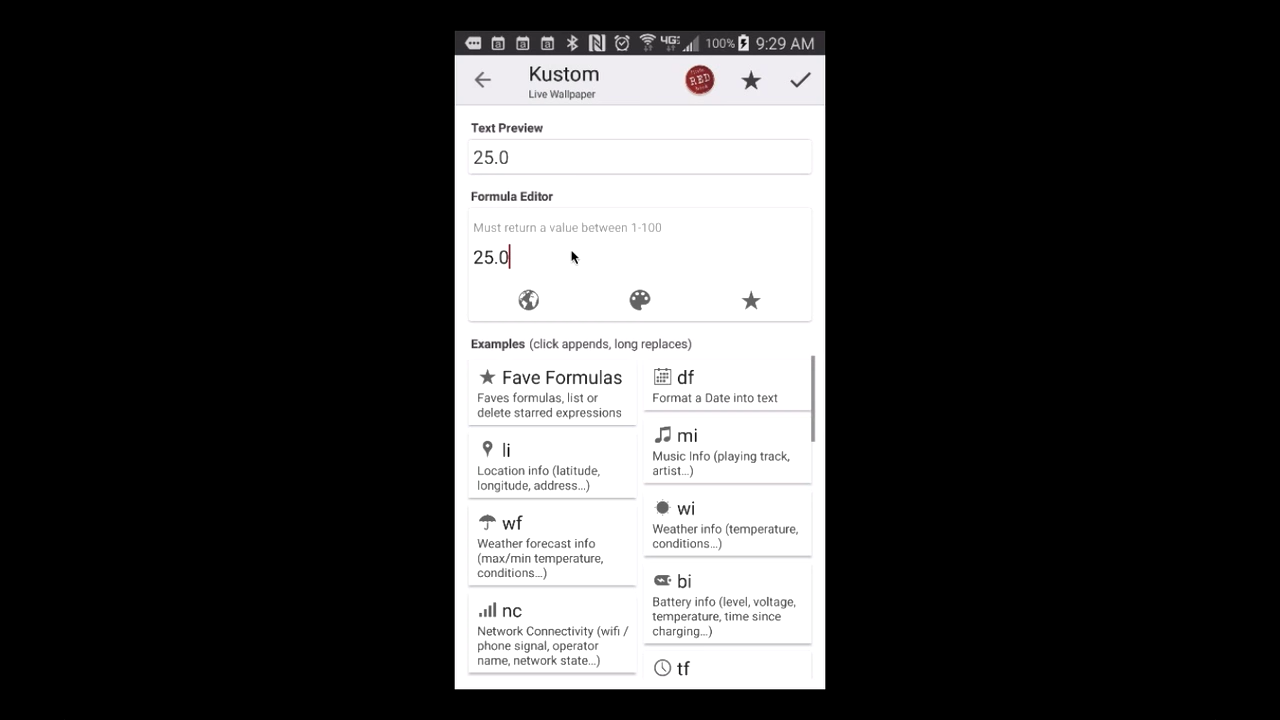 100% 9:29 AM
Kustom
Live Wallpaper
RED
Text Preview
25.0
Formula Editor
Must return a value between 1-100
25.0
Examples (click appends, long replaces)
Fave Formulas
Faves formulas, list or
delete starred expressions
df
Format a Date into text
li
Location info (latitude,
longitude, address...)
mi
Music Info (playing track,
artist...)
wf
Weather forecast info
(max/min temperature,
conditions...)
wi
Weather info (temperature,
conditions...)
nc
Network Connectivity (wifi /
phone signal, operator
name, network state...)
bi
Battery info (level, voltage,
temperature, time since
charging...)
tf